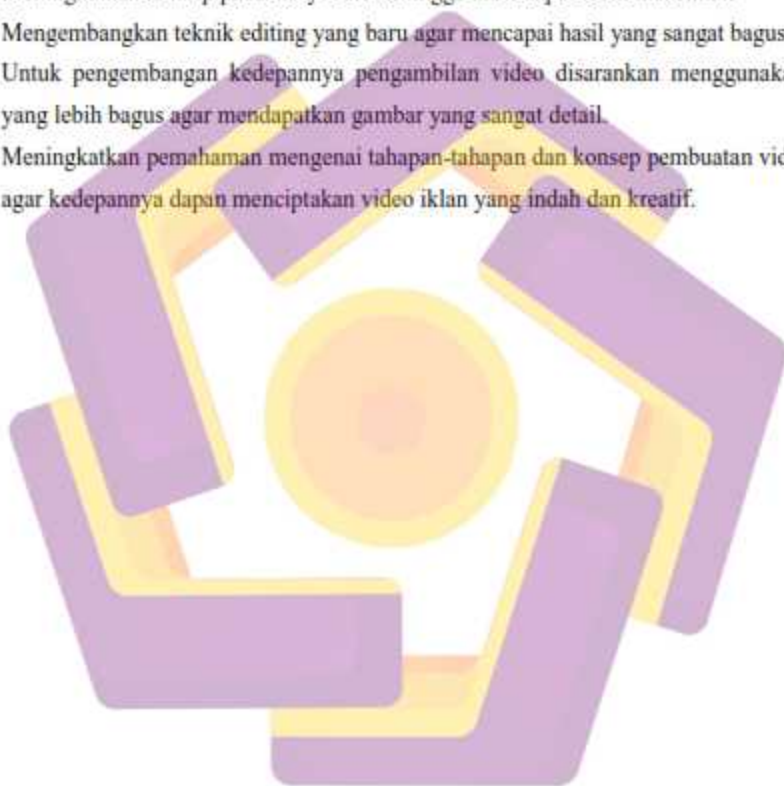 Mengembangkan teknik editing yang baru agar mencapai hasil yang sangat bagus
Untuk pengembangan kedepannya pengambilan video disarankan
yang lebih bagus agar mendapatkan gambar yang sangat detail.
Meningkatkan pemahaman mengenai tahapan-tahapan dan konsep pembuatan
agar kedepannya dapan menciptakan video iklan yang indah dan kreatif.